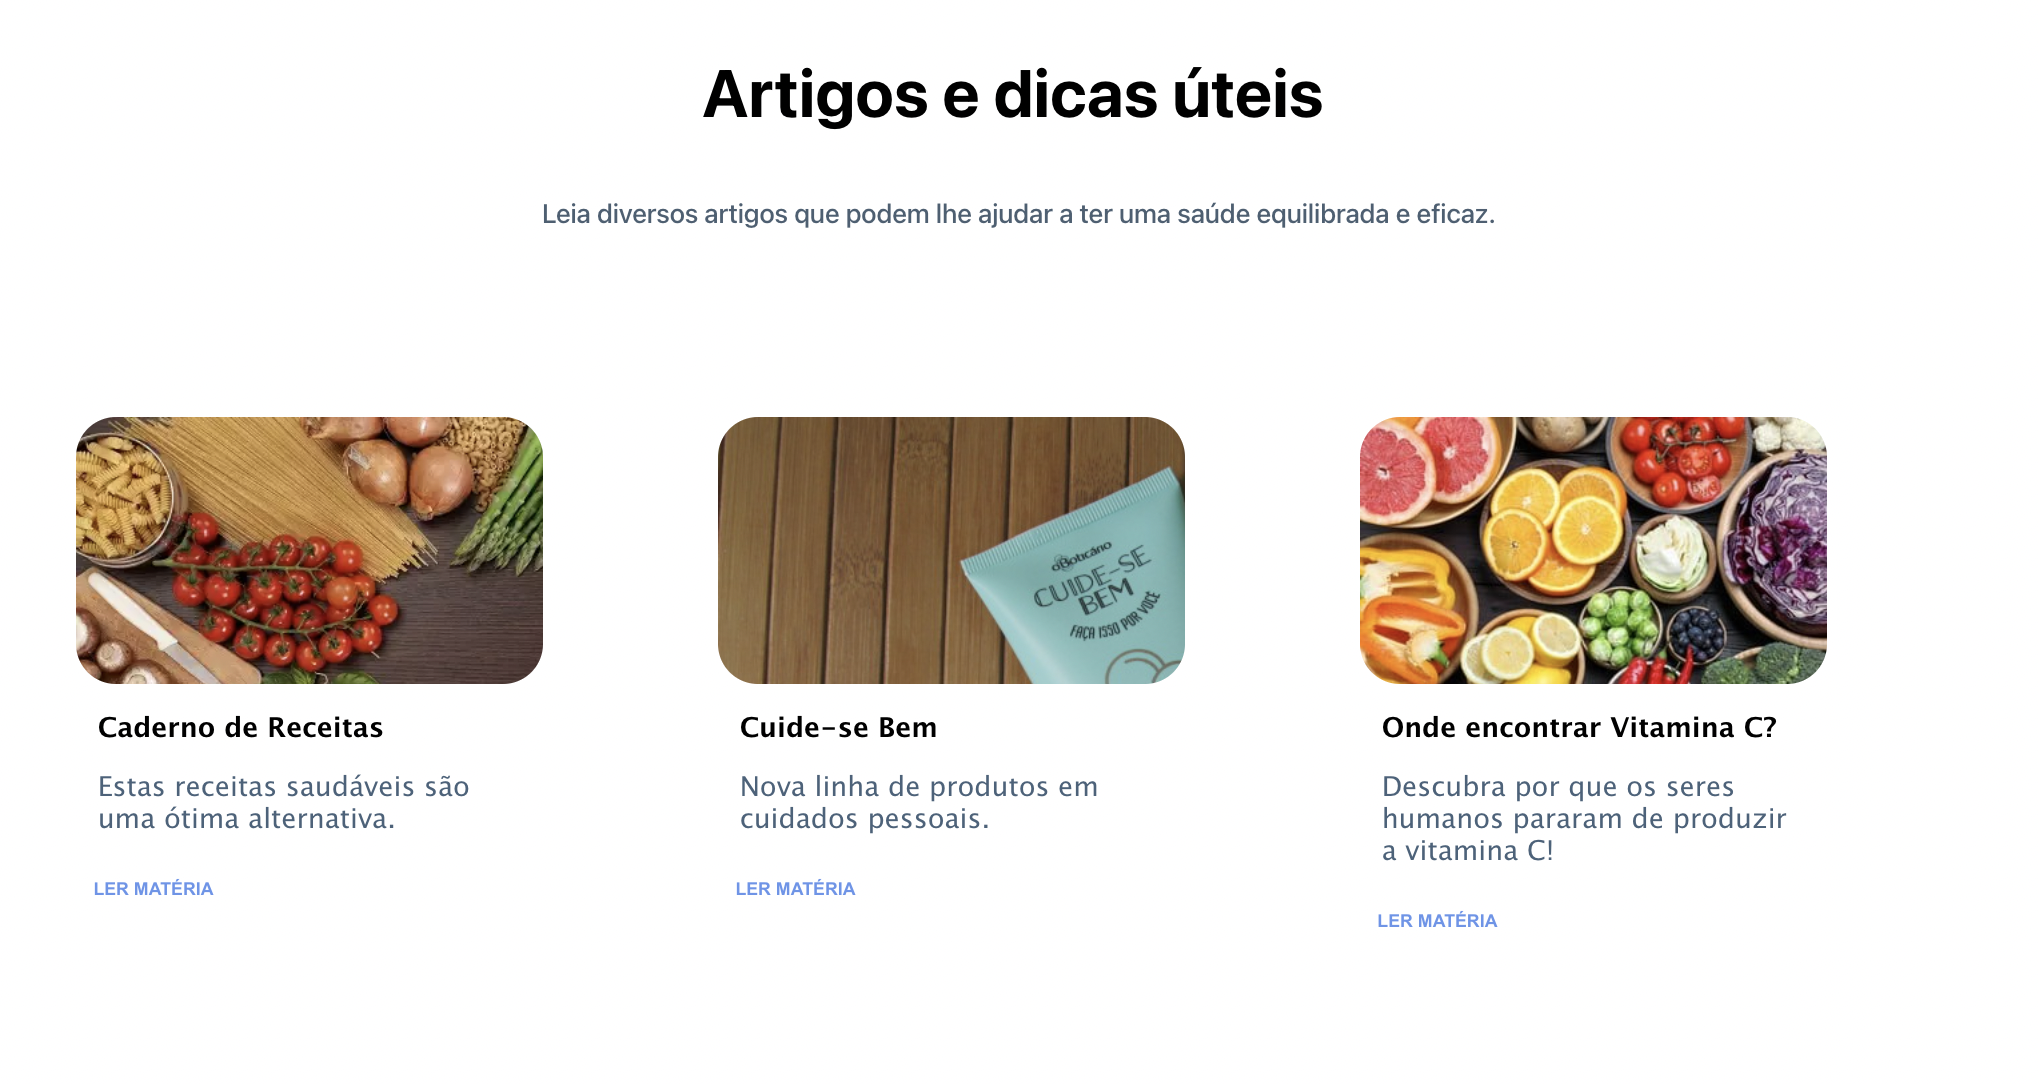 Artigos e dicas úteis
Leia diversos artigos que podem lhe ajudar a ter uma saúde equilibrada e eficaz.
oBoticário
CUIDE-SE
BEM
FAÇA ISSO POR VOCÊ
Caderno de Receitas
Estas receitas saudáveis são
uma ótima alternativa.
LER MATÉRIA
Cuide-se Bem
Nova linha de produtos em
cuidados pessoais.
LER MATÉRIA
Onde encontrar Vitamina C?
Descubra por que os seres
humanos pararam de produzir
a vitamina C!
LER MATÉRIA